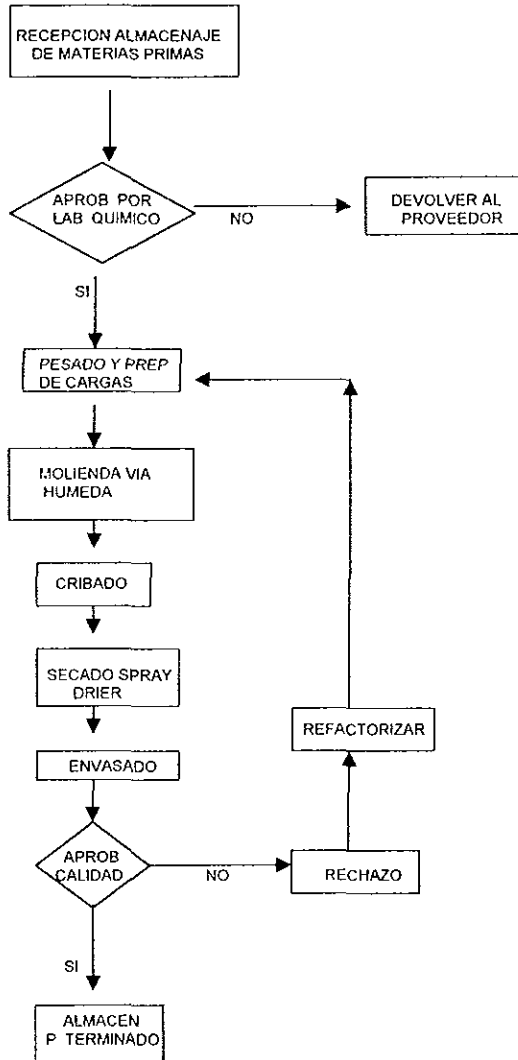 RECEPCION ALMACENAJE
DE MATERIAS PRIMAS
APROB POR
LAB QUIMICO
NO
DEVOLVER AL
PROVEEDOR
SI
PESADO Y PREP
DE CARGAS
MOLIENDA VIA
HUMEDA
CRIBADO
SECADO SPRAY
DRIER
REFACTORIZAR
ENVASADO
APROB
CALIDAD
NO
RECHAZO
SI
ALMACEN
P TERMINADO